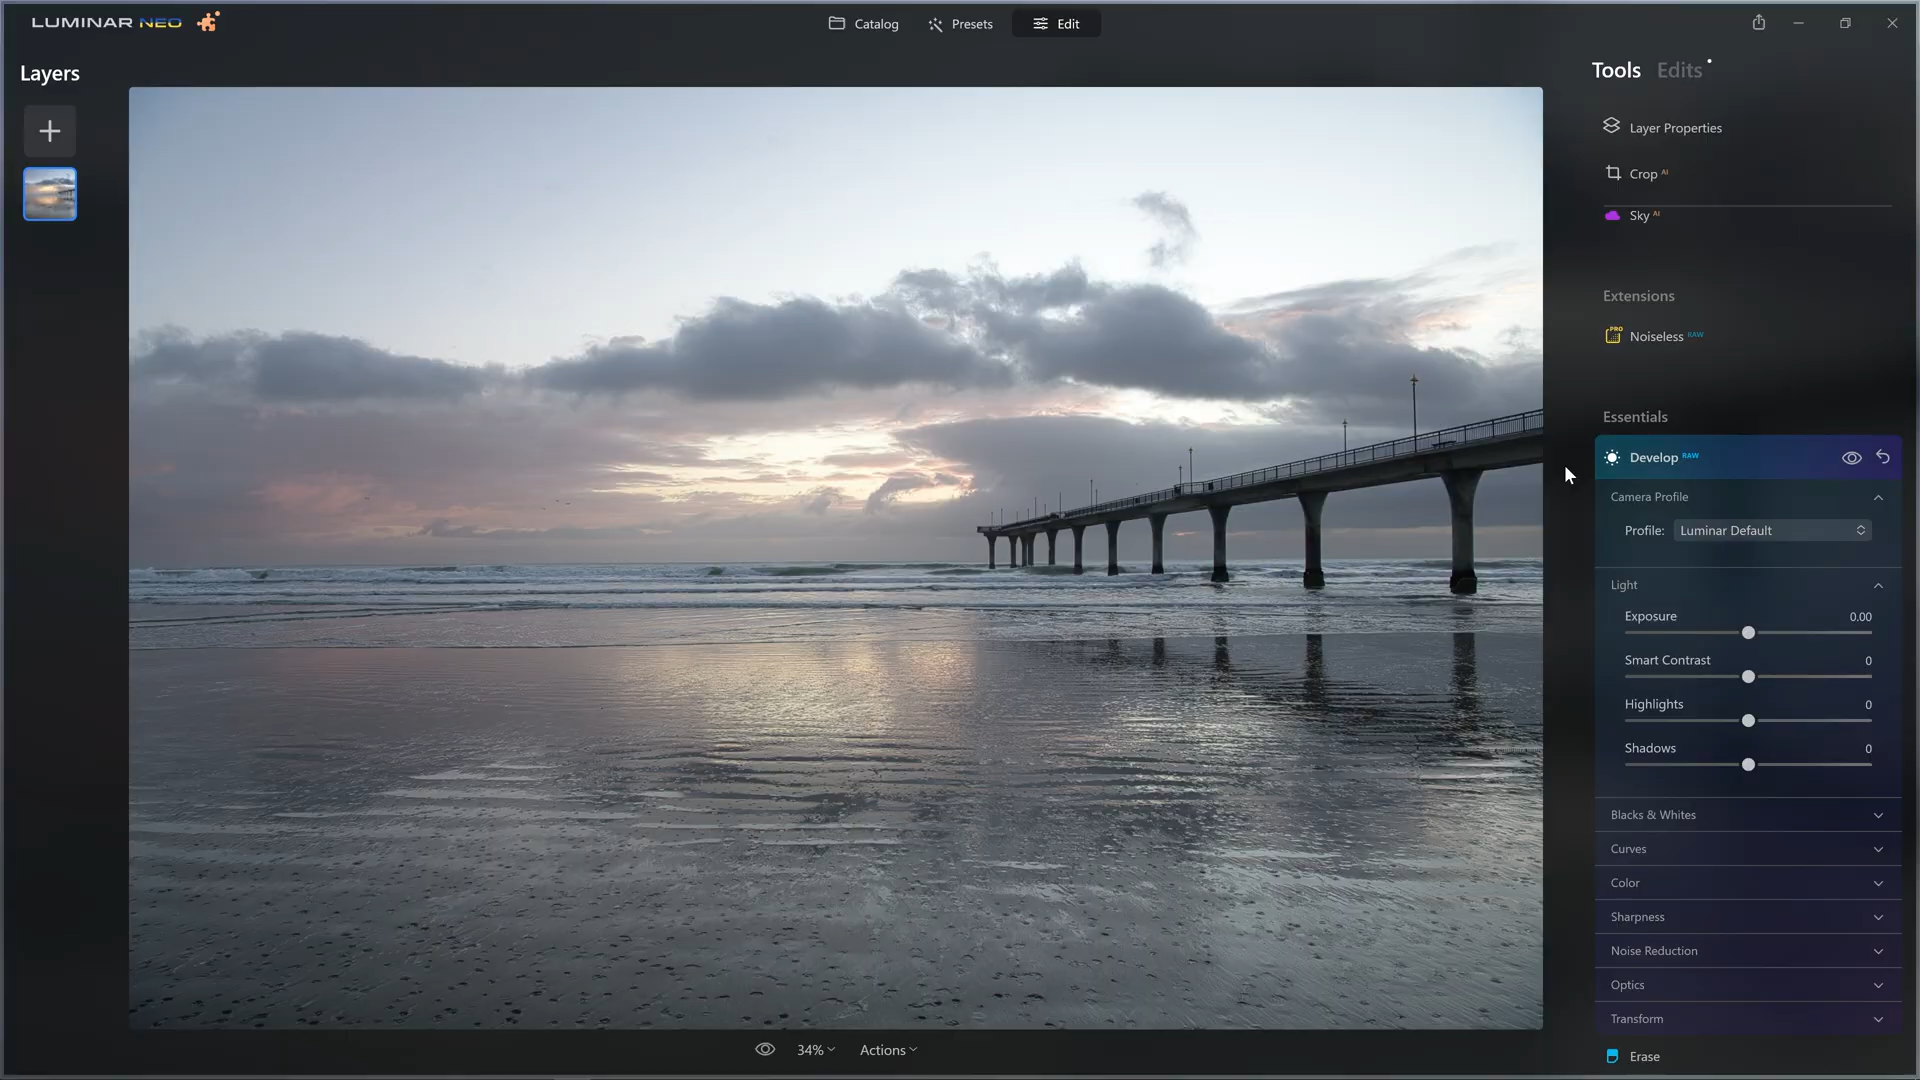 LUMINAR NEO
Catalog
Presets
Edit
Layers
Tools Edits
Layer Properties
Crop AI
Sky AI
Extensions
PRO
Noiseless RAW
Essentials
Develop RAW
Camera Profile
Profile: Luminar Default
Light
Exposure 0.00
Smart Contrast 0
Highlights 0
Shadows 0
Blacks & Whites
Curves
Color
Sharpness
Noise Reduction
Optics
Transform
Erase
34%
Actions